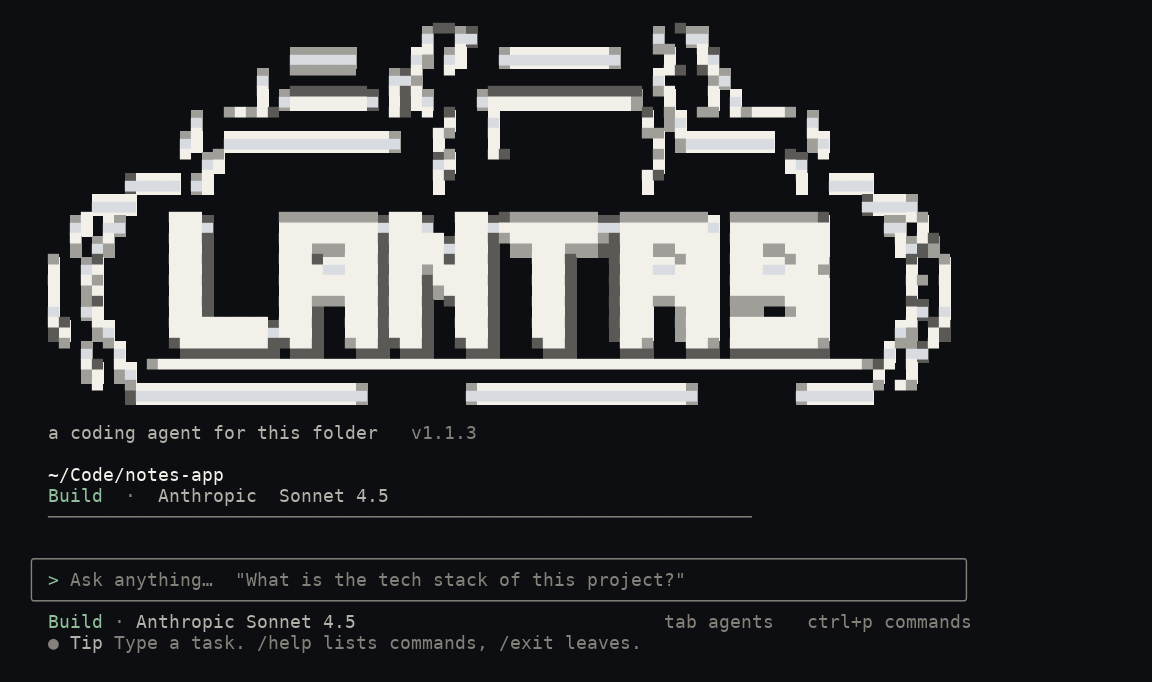 LANTAB
a coding agent for this folder v1.1.3
~/Code/notes-app
Build · Anthropic Sonnet 4.5
> Ask anything… "What is the tech stack of this project?"
Build · Anthropic Sonnet 4.5 tab agents ctrl+p commands
● Tip Type a task. /help lists commands, /exit leaves.